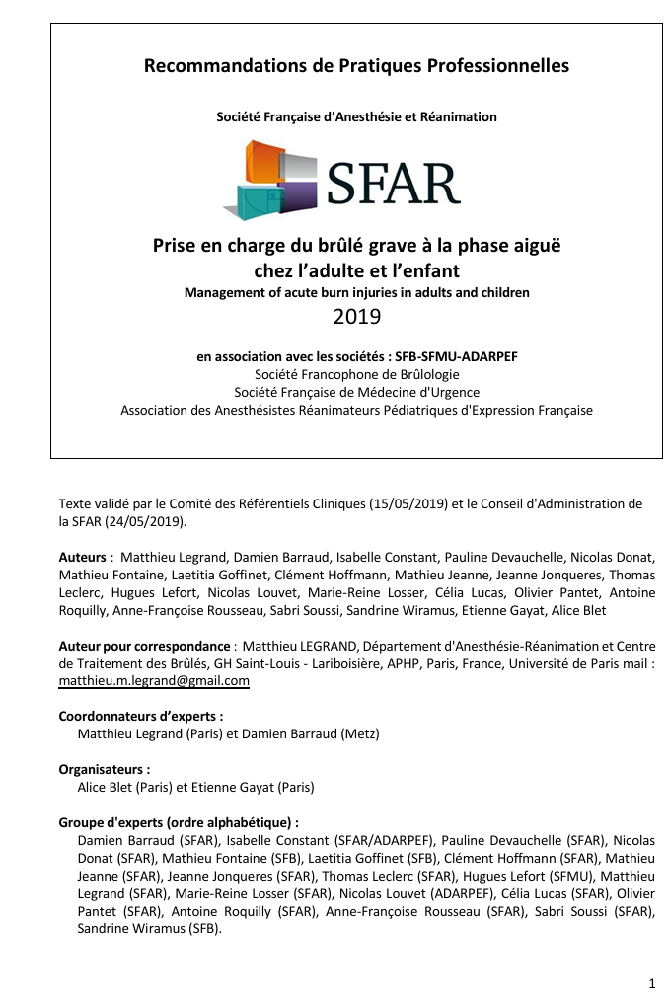 Recommandations de Pratiques Professionnelles
Société Française d'Anesthésie et Réanimation
SFAR
Prise en charge du brûlé grave à la phase aiguë
chez l'adulte et l'enfant
Management of acute burn injuries in adults and children
2019
en association avec les sociétés : SFB-SFMU-ADARPEF
Société Francophone de Brûlologie
Société Française de Médecine d'Urgence
Association des Anesthésistes Réanimateurs Pédiatriques d'Expression Française
Texte validé par le Comité des Référentiels Cliniques (15/05/2019) et le Conseil d'Administration de
la SFAR (24/05/2019).
Auteurs : Matthieu Legrand, Damien Barraud, Isabelle Constant, Pauline Devauchelle, Nicolas Donat,
Mathieu Fontaine, Laetitia Goffinet, Clément Hoffmann, Mathieu Jeanne, Jeanne Jonqueres, Thomas
Leclerc, Hugues Lefort, Nicolas Louvet, Marie-Reine Losser, Célia Lucas, Olivier Pantet, Antoine
Roquilly, Anne-Françoise Rousseau, Sabri Soussi, Sandrine Wiramus, Etienne Gayat, Alice Blet
Auteur pour correspondance : Matthieu LEGRAND, Département d'Anesthésie-Réanimation et Centre
de Traitement des Brûlés, GH Saint-Louis - Lariboisière, APHP, Paris, France, Université de Paris mail :
matthieu.m.legrand@gmail.com
Coordonnateurs d'experts :
Matthieu Legrand (Paris) et Damien Barraud (Metz)
Organisateurs :
Alice Blet (Paris) et Etienne Gayat (Paris)
Groupe d'experts (ordre alphabétique) :
Damien Barraud (SFAR), Isabelle Constant (SFAR/ADARPEF), Pauline Devauchelle (SFAR), Nicolas
Donat (SFAR), Mathieu Fontaine (SFB), Laetitia Goffinet (SFB), Clément Hoffmann (SFAR), Mathieu
Jeanne (SFAR), Jeanne Jonqueres (SFAR), Thomas Leclerc (SFAR), Hugues Lefort (SFMU), Matthieu
Legrand (SFAR), Marie-Reine Losser (SFAR), Nicolas Louvet (ADARPEF), Célia Lucas (SFAR), Olivier
Pantet (SFAR), Antoine Roquilly (SFAR), Anne-Françoise Rousseau (SFAR), Sabri Soussi (SFAR),
Sandrine Wiramus (SFB).
1